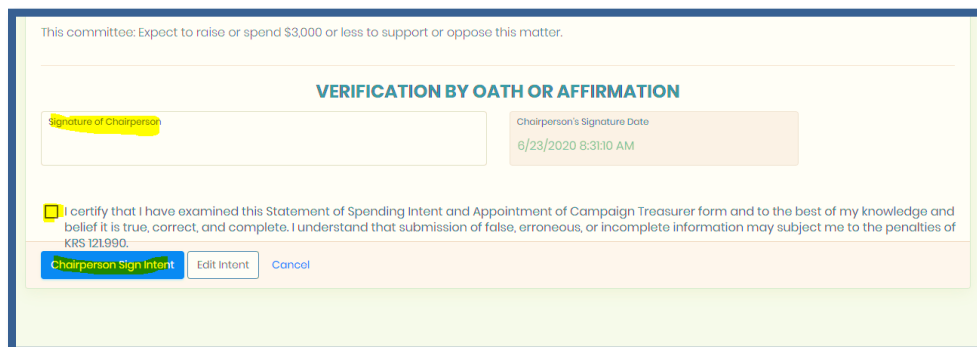 This committee: Expect to raise or spend $3,000 or less to support or oppose this matter.
VERIFICATION BY OATH OR AFFIRMATION
Signature of Chairperson
Chairperson's Signature Date
6/23/2020 8:31:10 AM
I certify that I have examined this Statement of Spending Intent and Appointment of Campaign Treasurer form and to the best of my knowledge and
belief it is true, correct, and complete. I understand that submission of false, erroneous, or incomplete information may subject me to the penalties of
KRS 121.990.
Chairperson Sign Intent Edit Intent Cancel